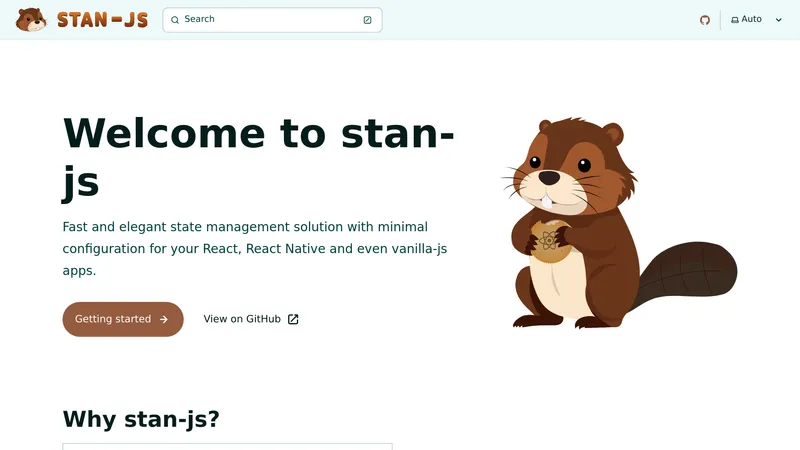 STAN-JS
Search
Auto
Welcome to stan-
js
Fast and elegant state management solution with minimal
configuration for your React, React Native and even vanilla-js
apps.
Getting started
View on GitHub
Why stan-js?